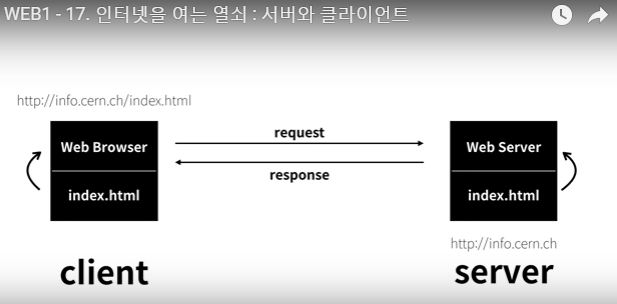 WEB1 - 17. 인터넷을 여는 열쇠 : 서버와 클라이언트
http://info.cern.ch/index.html
Web Browser
index.html
request
response
Web Server
index.html
http://info.cern.ch
client
server